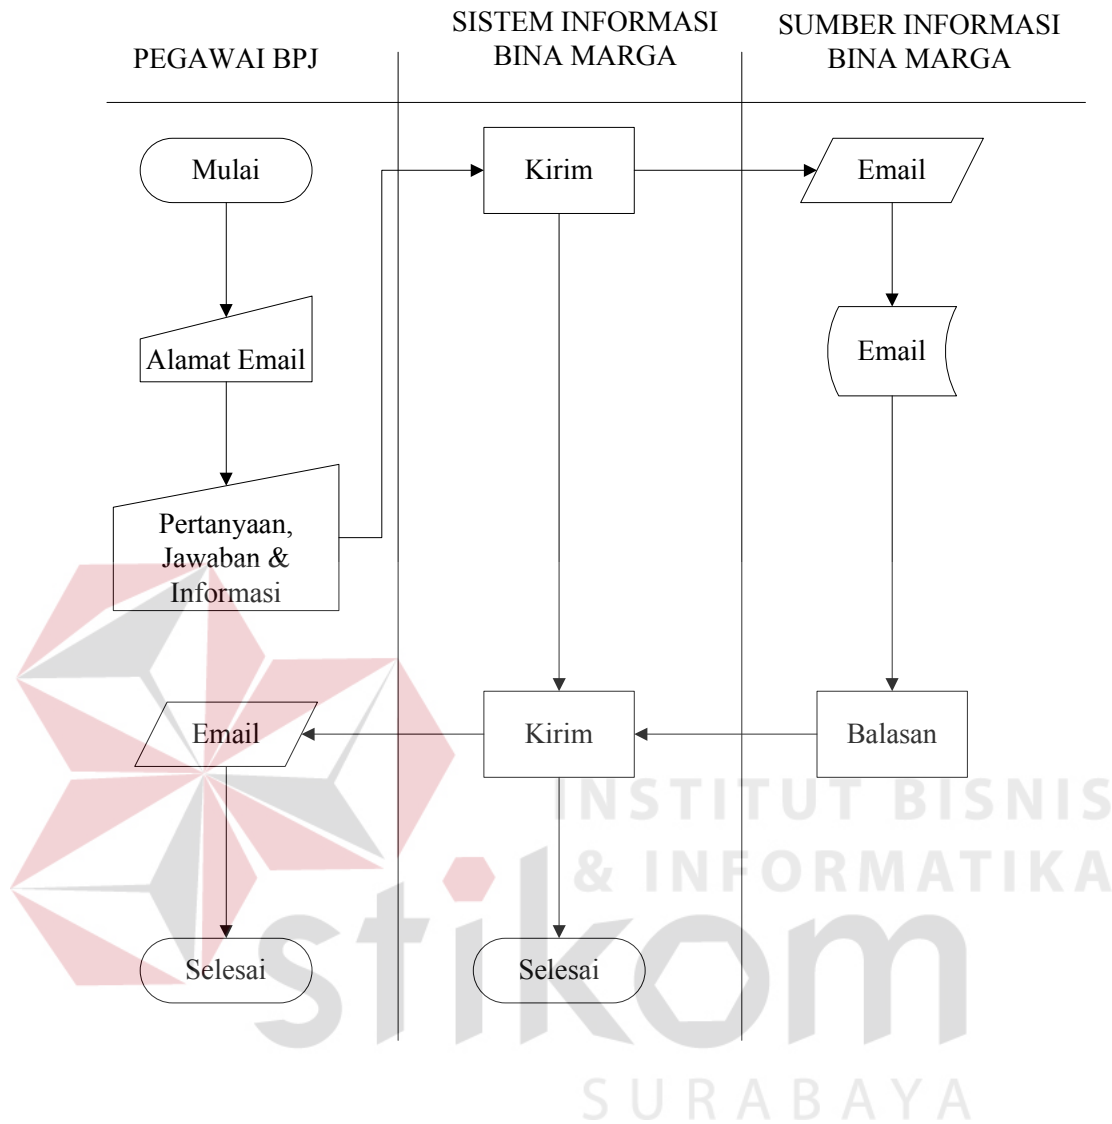 PEGAWAI BPJ
SISTEM INFORMASI
BINA MARGA
SUMBER INFORMASI
BINA MARGA
Mulai
Kirim
Email
Alamat Email
Email
Pertanyaan,
Jawaban &
Informasi
Email
Kirim
Balasan
Selesai
Selesai
INSTITUT BISNIS
& INFORMATIKA
stikom
SURABAYA